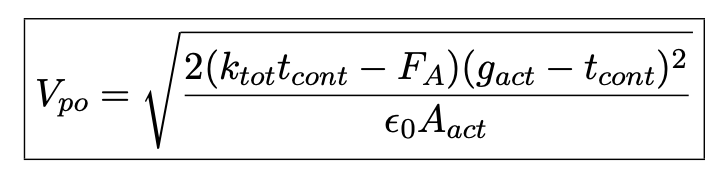 V_{po} = \sqrt{\frac{2(k_{tot}t_{cont} - F_A)(g_{act} - t_{cont})^2}{\epsilon_0 A_{act}}}